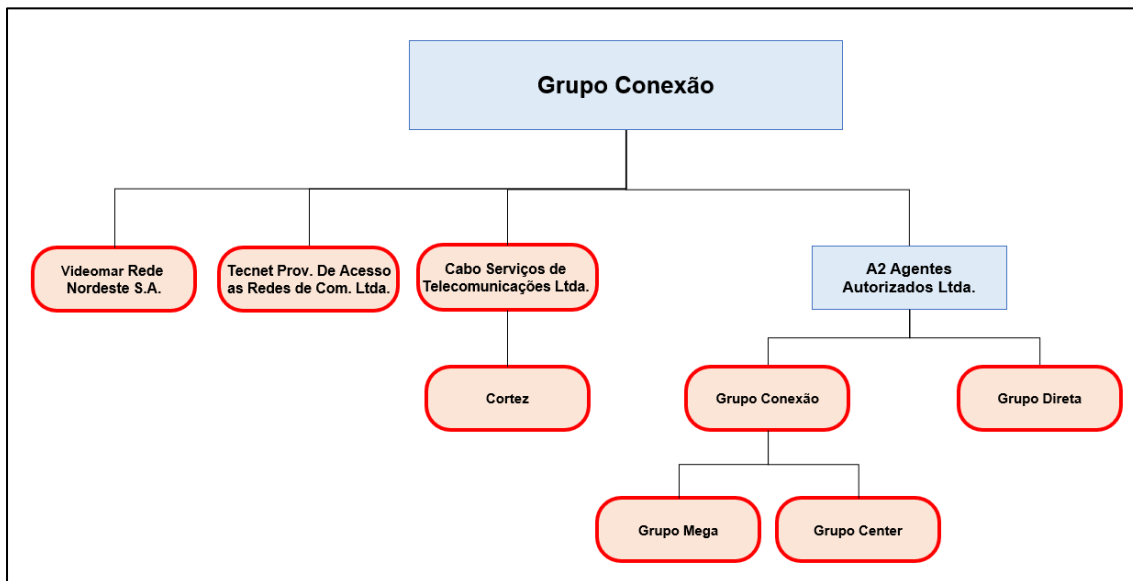 Grupo Conexão
Videomar Rede
Nordeste S.A.
Tecnet Prov. De Acesso
as Redes de Com. Ltda.
Cabo Serviços de
Telecomunicações Ltda.
A2 Agentes
Autorizados Ltda.
Cortez
Grupo Conexão
Grupo Direta
Grupo Mega
Grupo Center